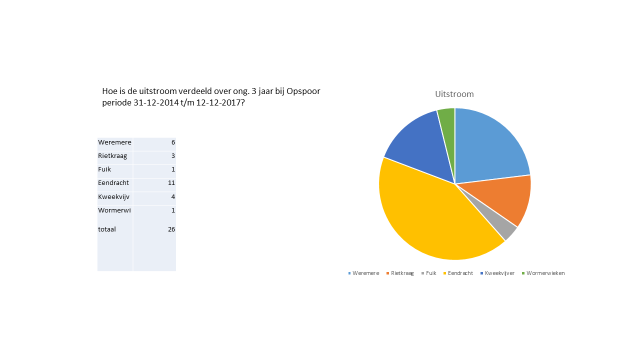 Hoe is de uitstroom verdeeld over ong. 3 jaar bij Opspoor
periode 31-12-2014 t/m 12-12-2017?
Weremere 6
Rietkraag 3
Fuik 1
Eendracht 11
Kweekvijv 4
Wormerwi 1
totaal 26
Uitstroom
Weremere Rietkraag Fuik Eendracht Kweekvijver Wormerwieken